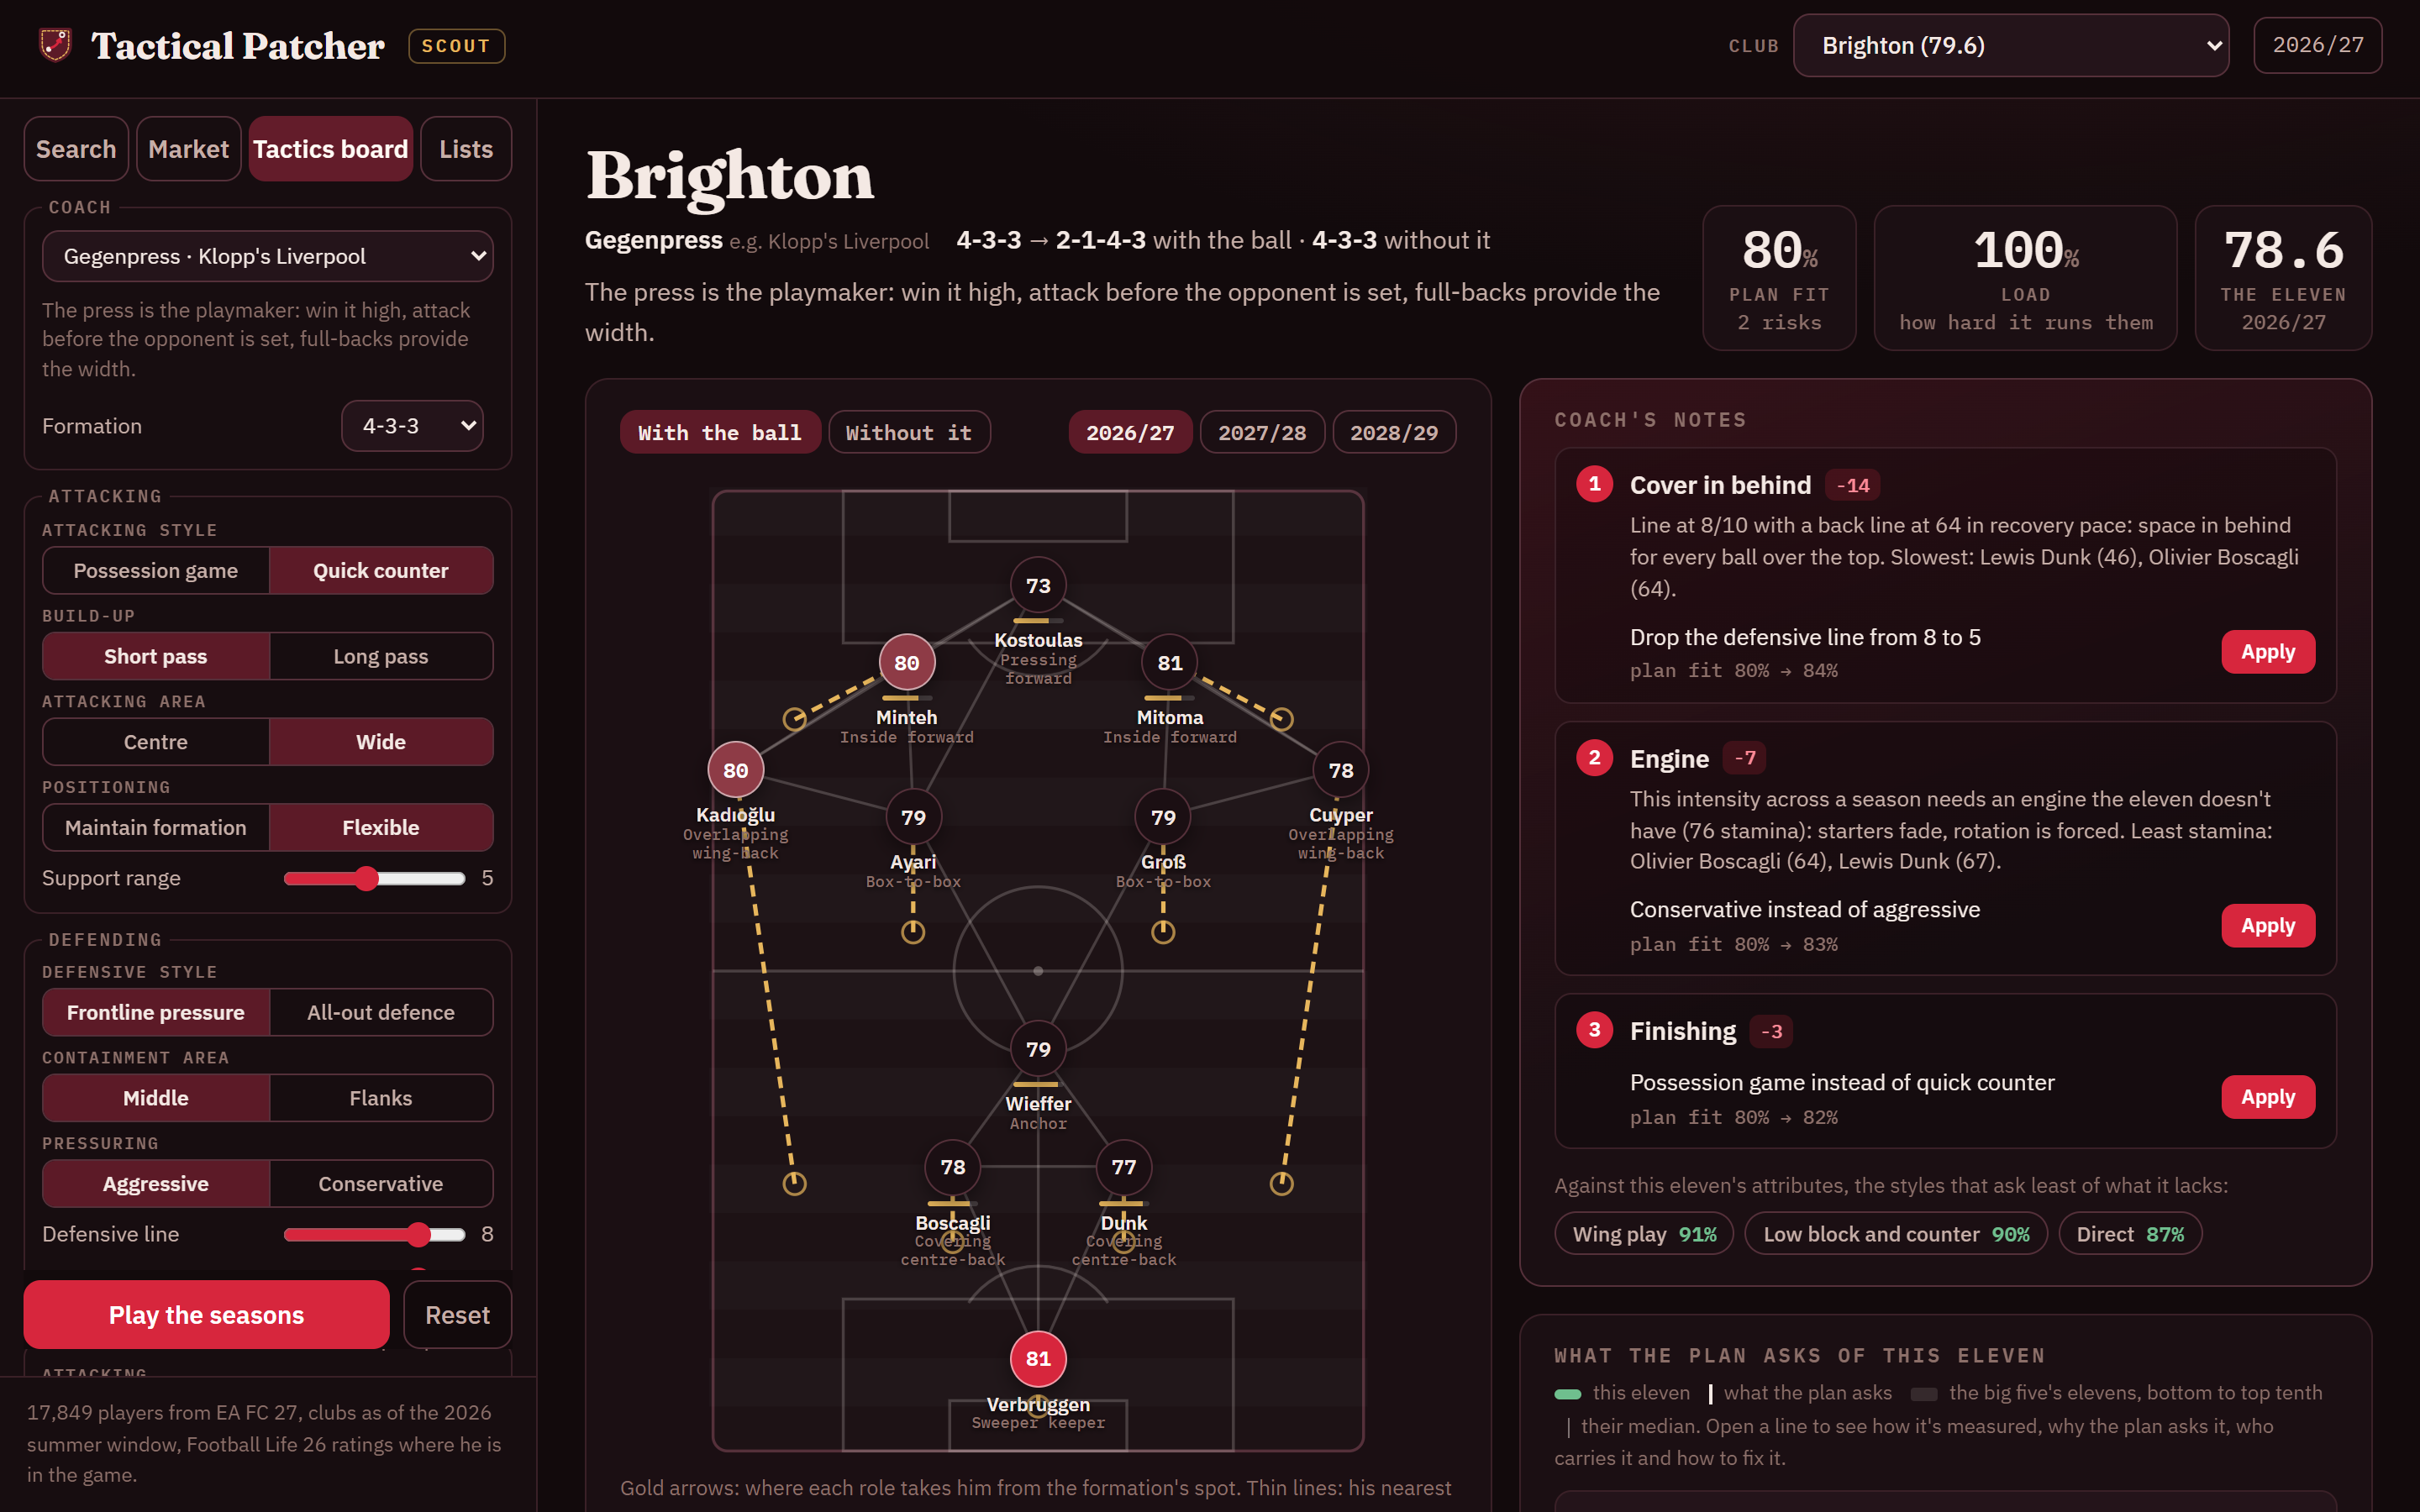 Tactical Patcher SCOUT
CLUB Brighton (79.6) 2026/27
Search Market Tactics board Lists
COACH
Gegenpress · Klopp's Liverpool
The press is the playmaker: win it high, attack
before the opponent is set, full-backs provide
the width.
Formation 4-3-3
ATTACKING
ATTACKING STYLE
Possession game Quick counter
BUILD-UP
Short pass Long pass
ATTACKING AREA
Centre Wide
POSITIONING
Maintain formation Flexible
Support range 5
DEFENDING
DEFENSIVE STYLE
Frontline pressure All-out defence
CONTAINMENT AREA
Middle Flanks
PRESSURING
Aggressive Conservative
Defensive line 8
Play the seasons Reset
ATTACKING
17,849 players from EA FC 27, clubs as of the 2026
summer window, Football Life 26 ratings where he is
in the game.
Brighton
Gegenpress e.g. Klopp's Liverpool 4-3-3 → 2-1-4-3 with the ball · 4-3-3 without it
The press is the playmaker: win it high, attack before the opponent is set, full-backs provide the
width.
80%
PLAN FIT
2 risks
100%
LOAD
how hard it runs them
78.6
THE ELEVEN
2026/27
With the ball Without it 2026/27 2027/28 2028/29
73
Kostoulas
Pressing
forward
80
Minteh
Inside forward
81
Mitoma
Inside forward
80
Kadıoğlu
Overlapping
wing-back
79
Ayari
Box-to-box
79
Groß
Box-to-box
78
Cuyper
Overlapping
wing-back
79
Wieffer
Anchor
78
Boscagli
Covering
centre-back
77
Dunk
Covering
centre-back
81
Verbruggen
Sweeper keeper
Gold arrows: where each role takes him from the formation's spot. Thin lines: his nearest
COACH'S NOTES
1 Cover in behind -14
Line at 8/10 with a back line at 64 in recovery pace: space in behind
for every ball over the top. Slowest: Lewis Dunk (46), Olivier Boscagli
(64).
Drop the defensive line from 8 to 5
plan fit 80% → 84%
Apply
2 Engine -7
This intensity across a season needs an engine the eleven doesn't
have (76 stamina): starters fade, rotation is forced. Least stamina:
Olivier Boscagli (64), Lewis Dunk (67).
Conservative instead of aggressive
plan fit 80% → 83%
Apply
3 Finishing -3
Possession game instead of quick counter
plan fit 80% → 82%
Apply
Against this eleven's attributes, the styles that ask least of what it lacks:
Wing play 91% Low block and counter 90% Direct 87%
WHAT THE PLAN ASKS OF THIS ELEVEN
this eleven what the plan asks the big five's elevens, bottom to top tenth
their median. Open a line to see how it's measured, why the plan asks it, who
carries it and how to fix it.